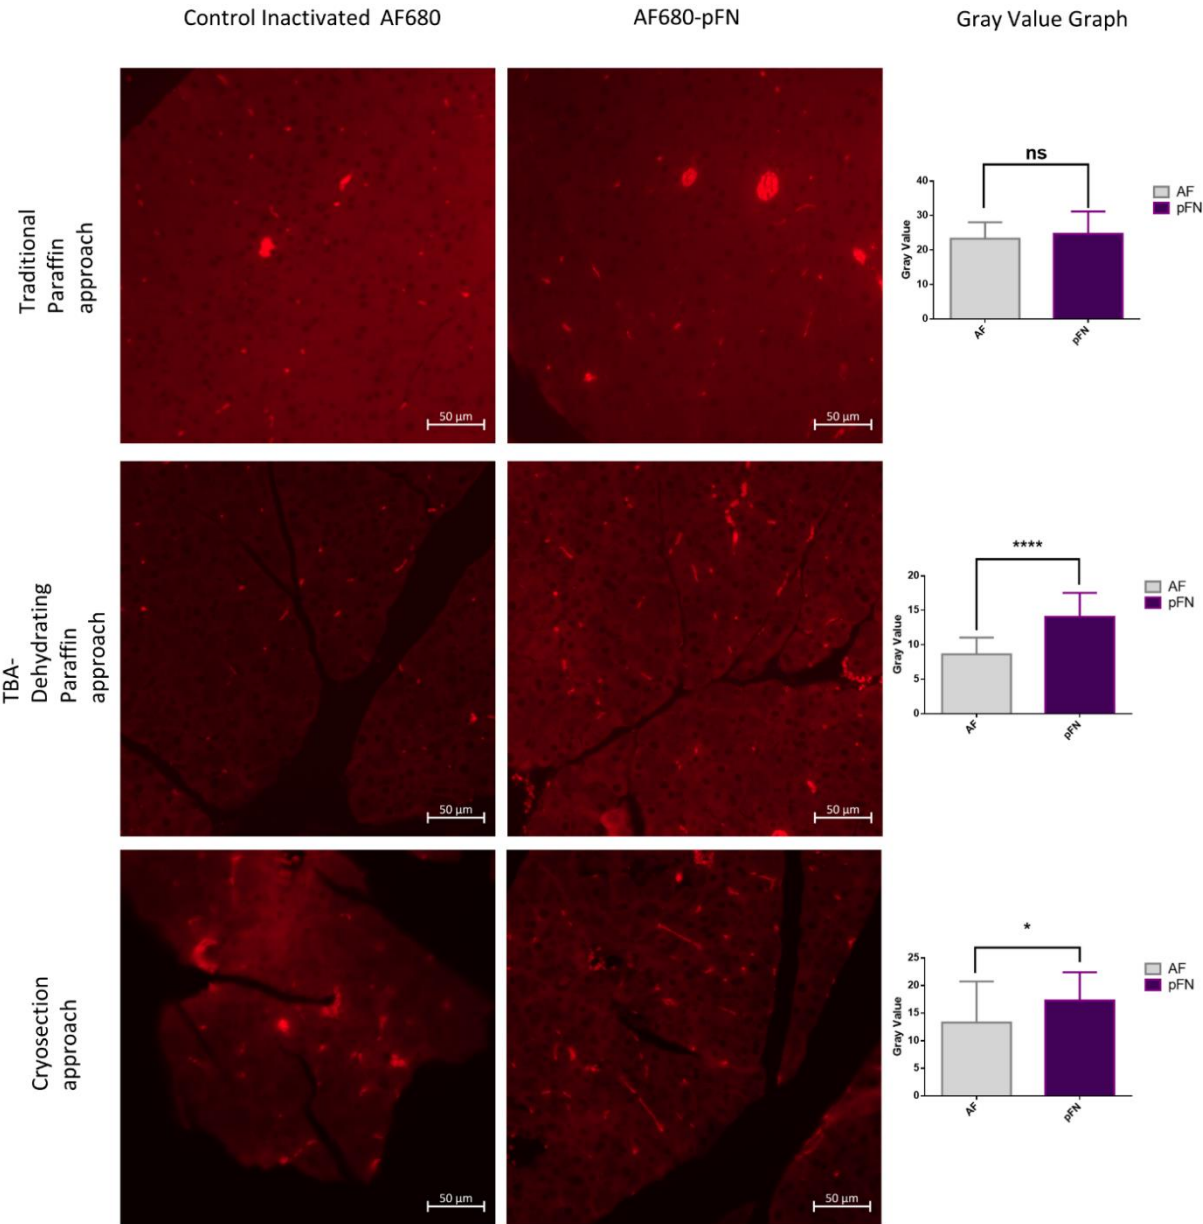 Control Inactivated AF680
AF680-pFN
Gray Value Graph
Traditional
Paraffin
approach
50 µm
50 µm
ns
40
30
20
10
0
Gray Value
AF
pFN
AF
pFN
TBA-
Dehydrating
Paraffin
approach
50 µm
50 µm
****
20
15
10
5
0
Gray Value
AF
pFN
AF
pFN
Cryosection
approach
50 µm
50 µm
*
25
20
15
10
5
0
Gray Value
AF
pFN
AF
pFN